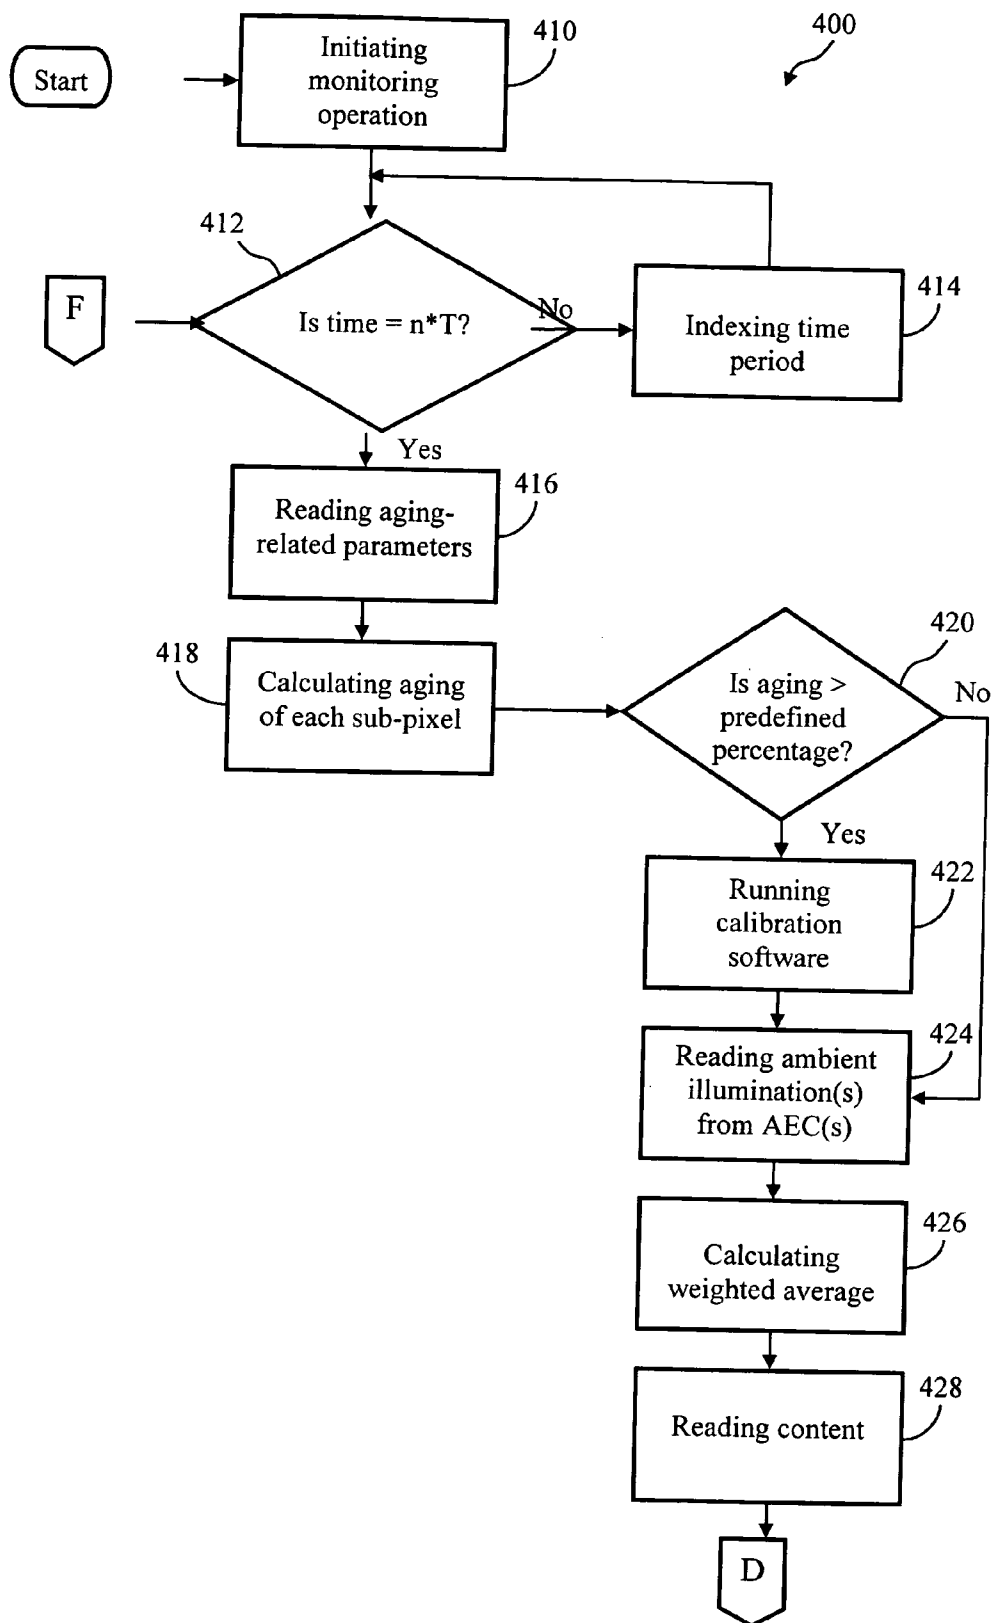 400
410
Start
Initiating
monitoring
operation
412
F
Is time = n*T?
No
414
Indexing time
period
Yes
416
Reading aging-
related parameters
418
Calculating aging
of each sub-pixel
420
Is aging >
predefined
percentage?
No
Yes
422
Running
calibration
software
424
Reading ambient
illumination(s)
from AEC(s)
426
Calculating
weighted average
428
Reading content
D